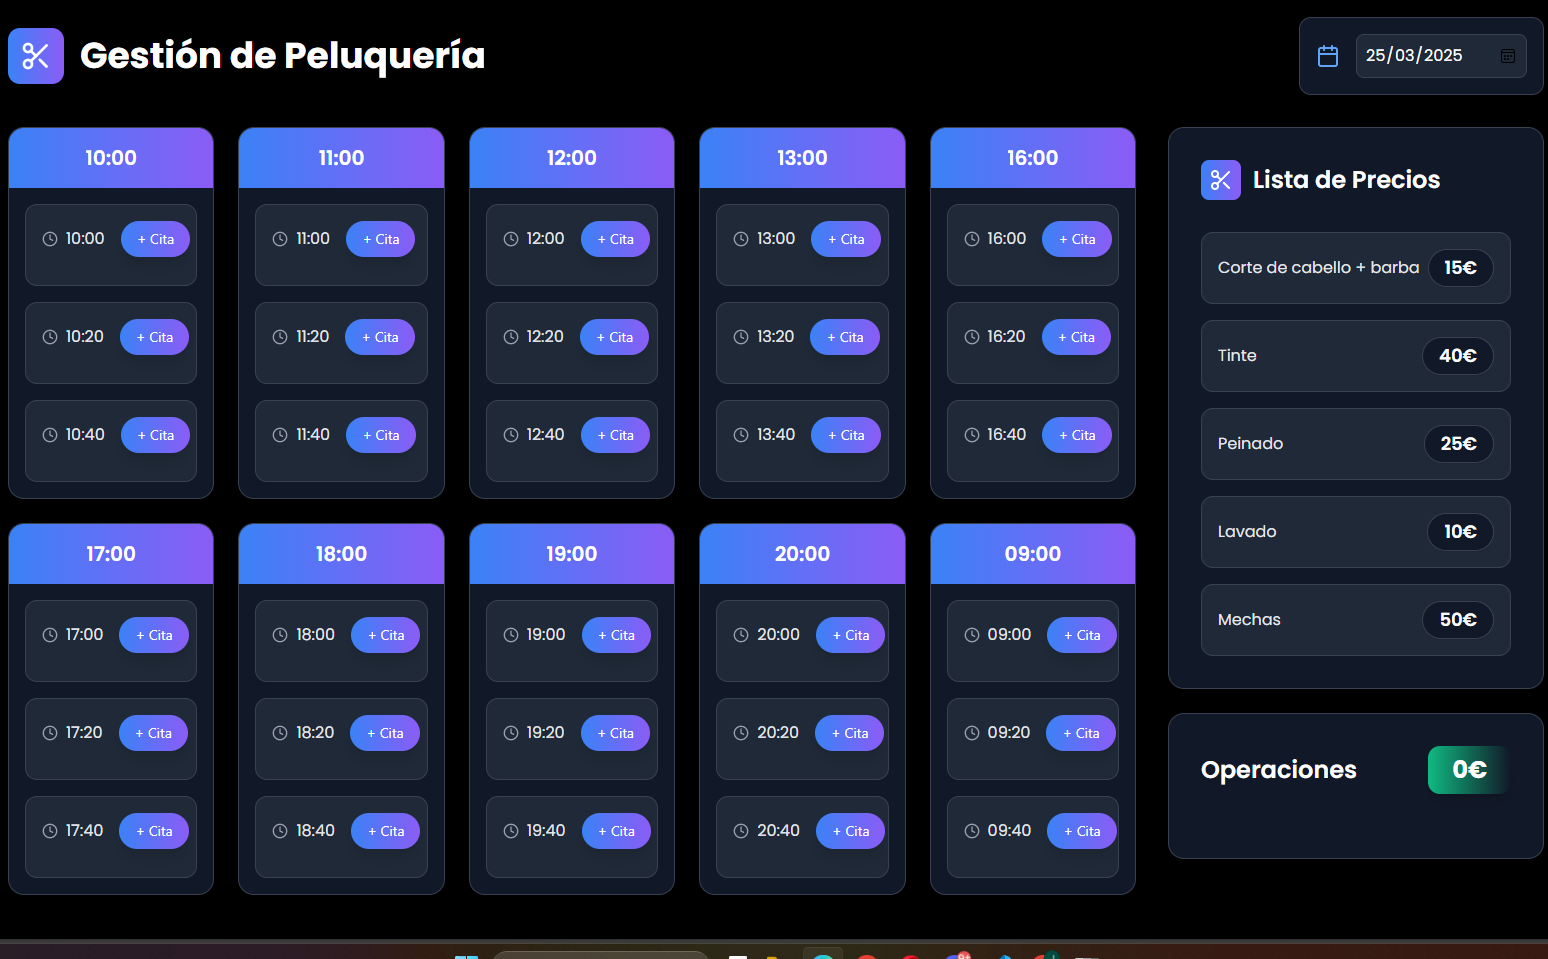 Gestión de Peluquería
25/03/2025
10:00
10:00 + Cita
10:20 + Cita
10:40 + Cita
11:00
11:00 + Cita
11:20 + Cita
11:40 + Cita
12:00
12:00 + Cita
12:20 + Cita
12:40 + Cita
13:00
13:00 + Cita
13:20 + Cita
13:40 + Cita
16:00
16:00 + Cita
16:20 + Cita
16:40 + Cita
17:00
17:00 + Cita
17:20 + Cita
17:40 + Cita
18:00
18:00 + Cita
18:20 + Cita
18:40 + Cita
19:00
19:00 + Cita
19:20 + Cita
19:40 + Cita
20:00
20:00 + Cita
20:20 + Cita
20:40 + Cita
09:00
09:00 + Cita
09:20 + Cita
09:40 + Cita
Lista de Precios
Corte de cabello + barba 15€
Tinte 40€
Peinado 25€
Lavado 10€
Mechas 50€
Operaciones 0€